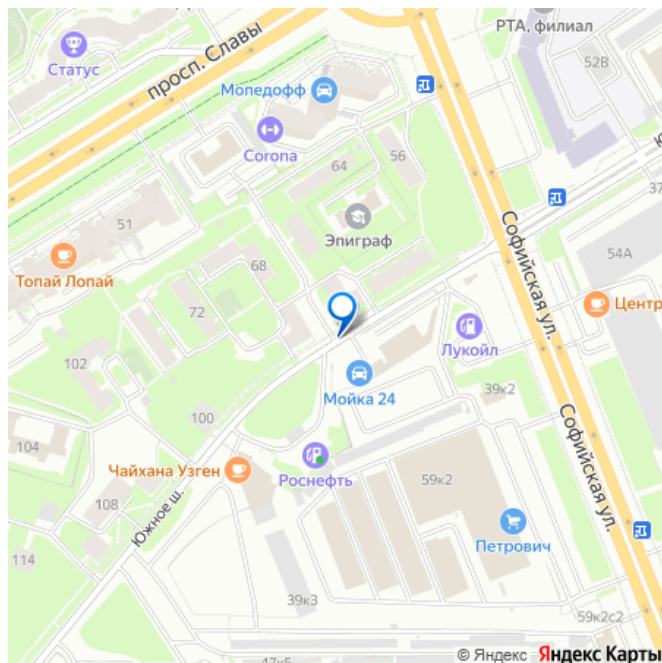 РТА, филиал
просп. Славы
Статус
52В
Мопедофф
Ю
Corona
64
56
37
51
Эпиграф
Софийская ул.
54А
68
Топай Лопай
72
Центр
Лукойл
102
Мойка 24
39к2
100
Софийская ул.
104
Чайхана Узген
Роснефть
59к2
108
Южное ш.
Петрович
114
39к3
59к2с2
47к5
© Яндекс Яндекс Карты